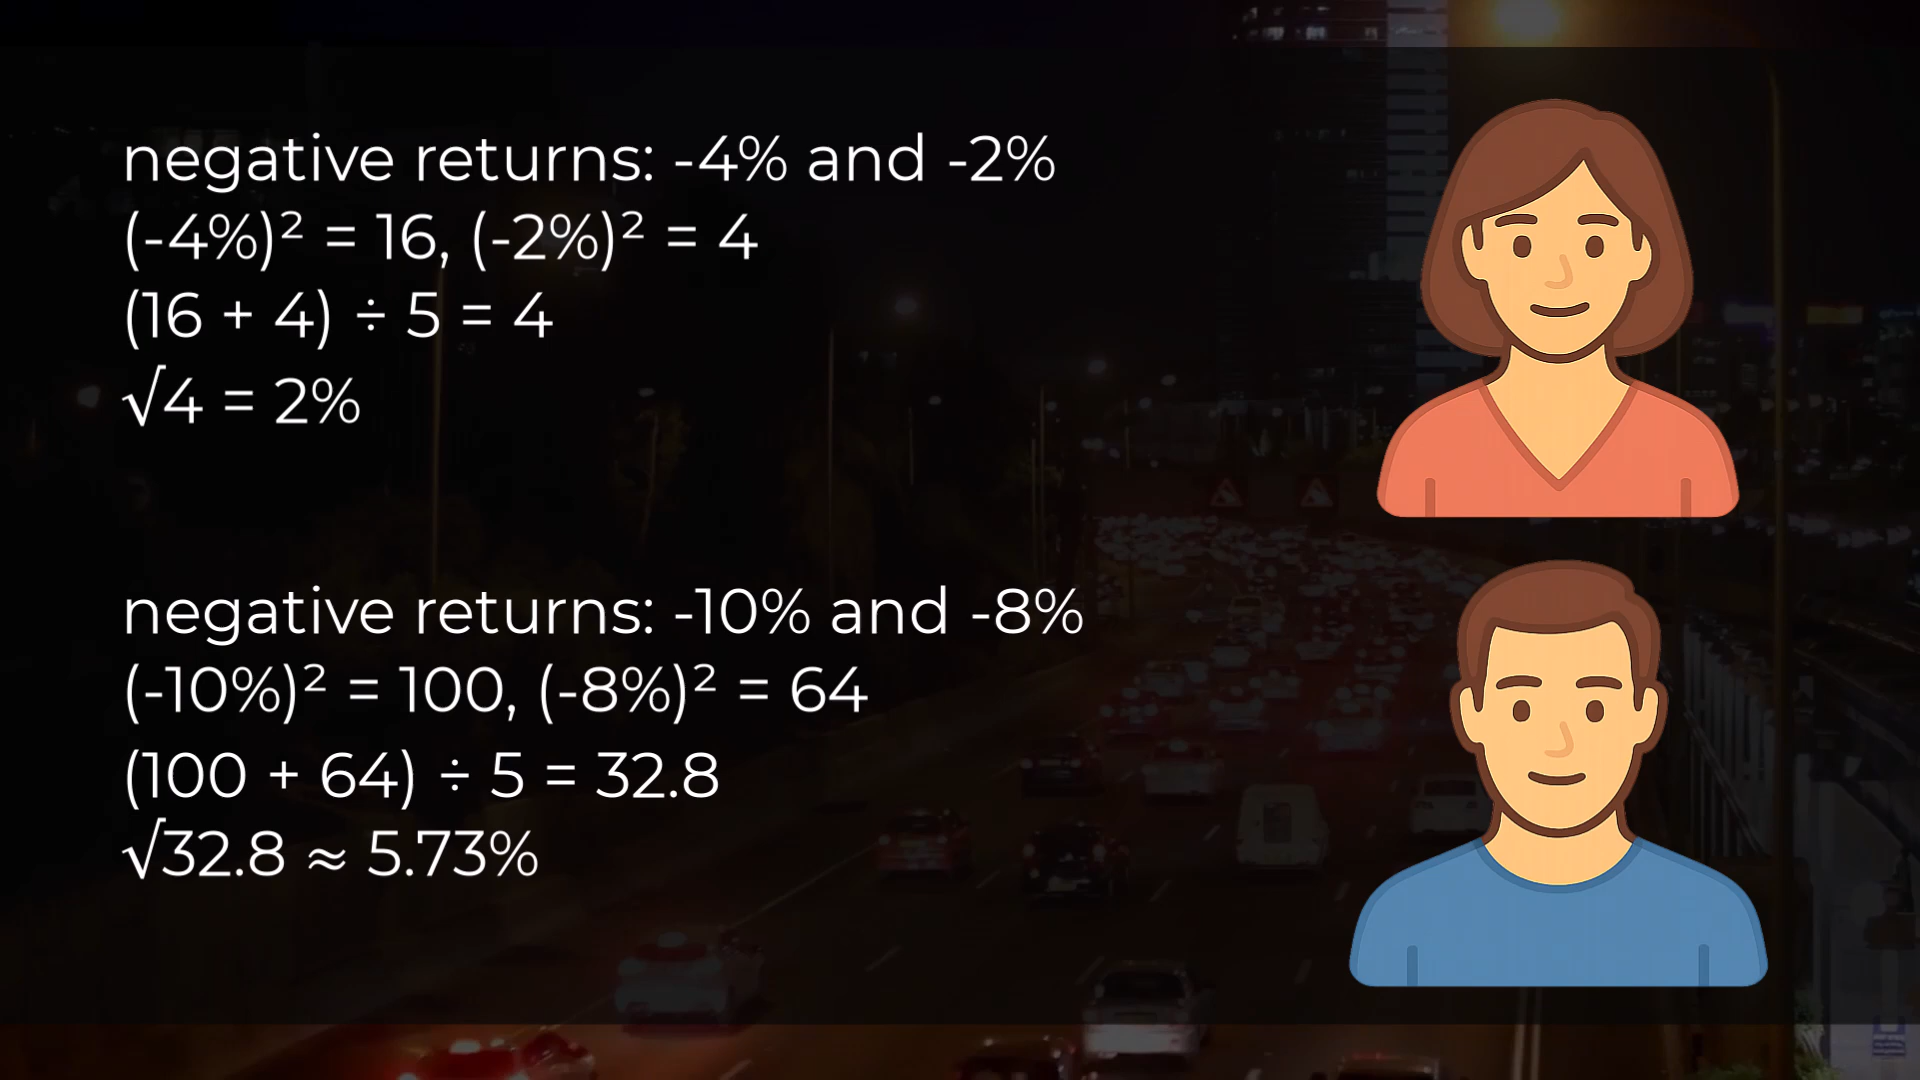 negative returns: -4% and -2%
(-4%)² = 16, (-2%)² = 4
(16 + 4) ÷ 5 = 4
√4 = 2%
negative returns: -10% and -8%
(-10%)² = 100, (-8%)² = 64
(100 + 64) ÷ 5 = 32.8
√32.8 ≈ 5.73%